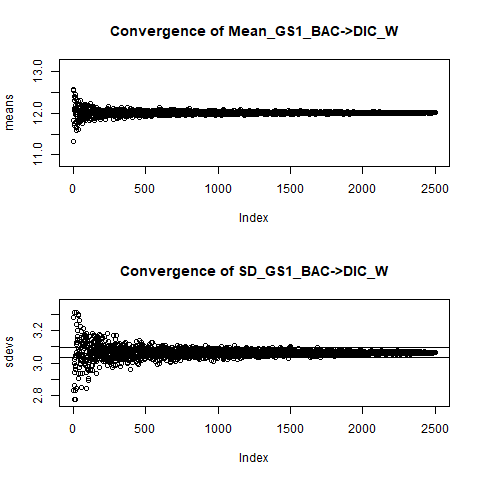 Convergence of Mean_GS1_BAC->DIC_W
means
13.0
12.0
11.0
0 500 1000 1500 2000 2500
Index
Convergence of SD_GS1_BAC->DIC_W
sdevs
3.2
3.0
2.8
0 500 1000 1500 2000 2500
Index